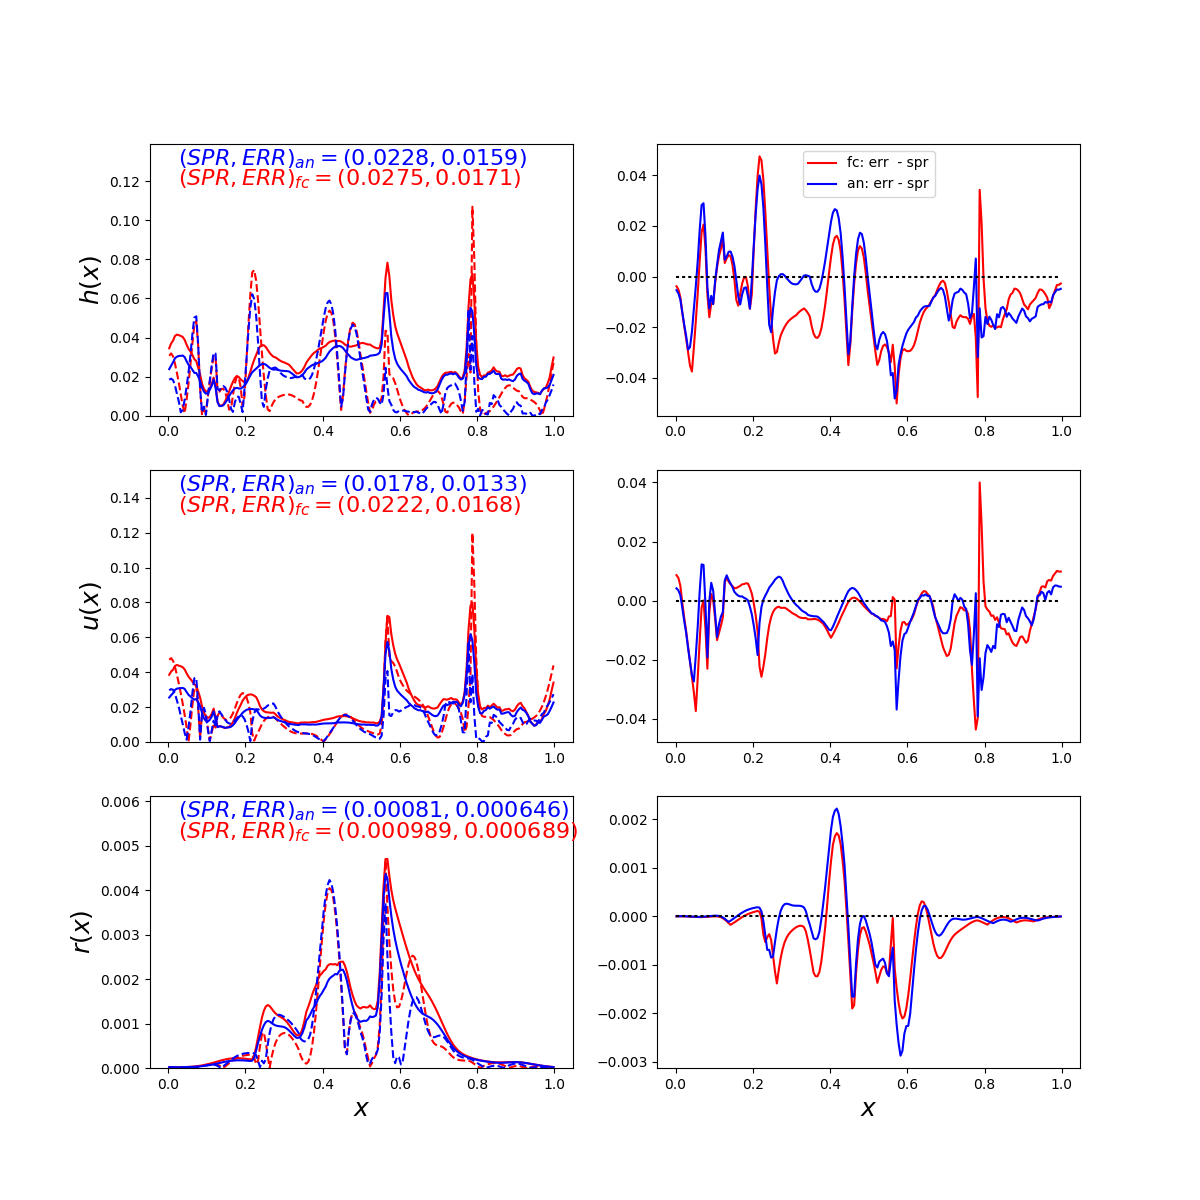 (SPR, ERR)an = (0.0228, 0.0159)
(SPR, ERR)fc = (0.0275, 0.0171)
h(x)
0.12
0.10
0.08
0.06
0.04
0.02
0.00
0.0 0.2 0.4 0.6 0.8 1.0
fc: err - spr
an: err - spr
0.04
0.02
0.00
−0.02
−0.04
0.0 0.2 0.4 0.6 0.8 1.0
(SPR, ERR)an = (0.0178, 0.0133)
(SPR, ERR)fc = (0.0222, 0.0168)
u(x)
0.14
0.12
0.10
0.08
0.06
0.04
0.02
0.00
0.0 0.2 0.4 0.6 0.8 1.0
0.04
0.02
0.00
−0.02
−0.04
0.0 0.2 0.4 0.6 0.8 1.0
(SPR, ERR)an = (0.00081, 0.000646)
(SPR, ERR)fc = (0.000989, 0.000689)
r(x)
0.006
0.005
0.004
0.003
0.002
0.001
0.000
0.0 0.2 0.4 0.6 0.8 1.0
x
0.002
0.001
0.000
−0.001
−0.002
−0.003
0.0 0.2 0.4 0.6 0.8 1.0
x